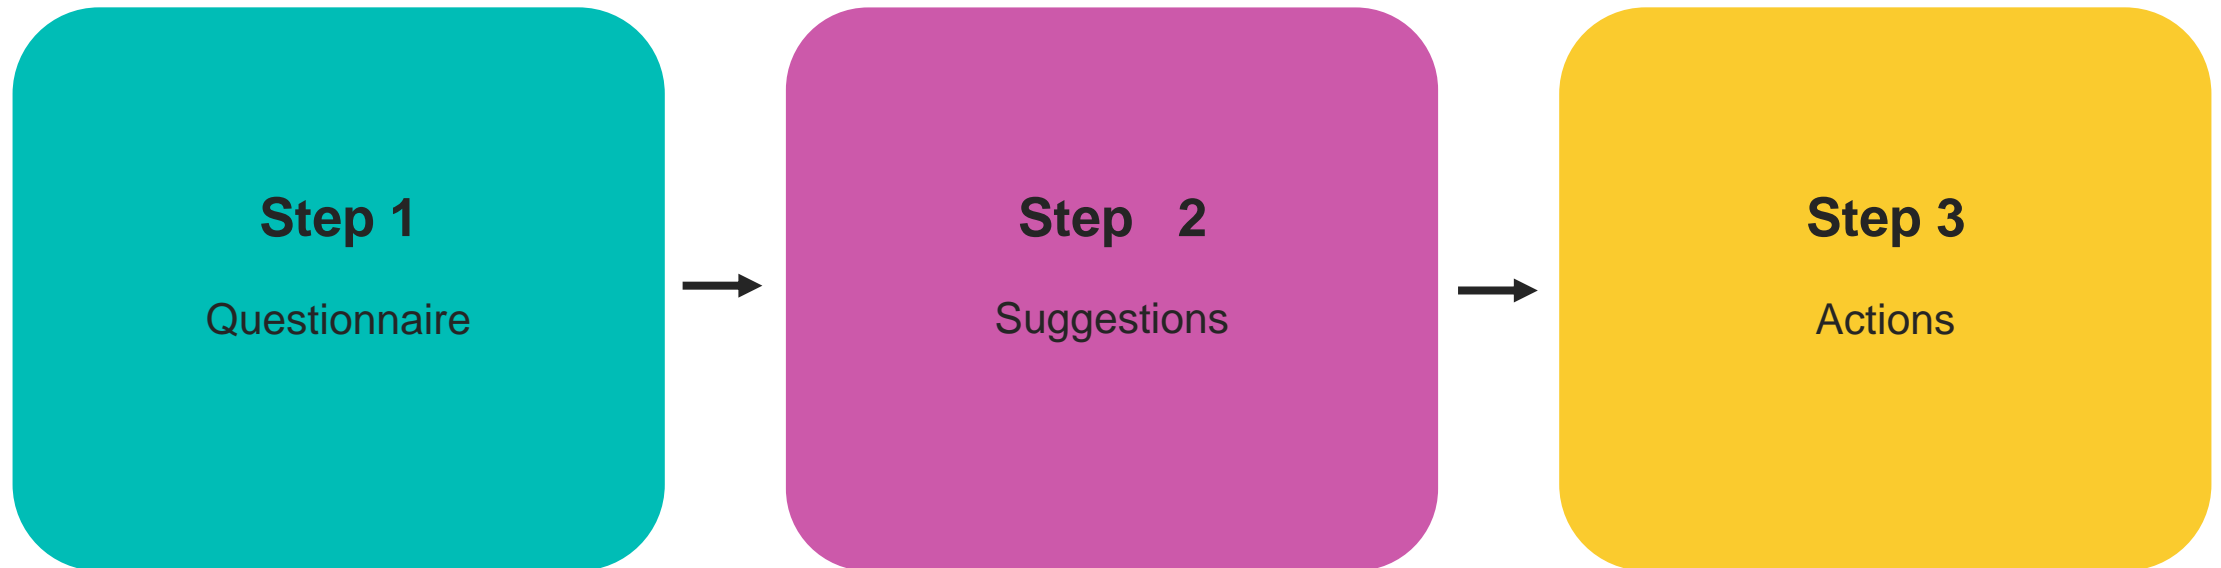 Step 1
Questionnaire
Step 2
Suggestions
Step 3
Actions